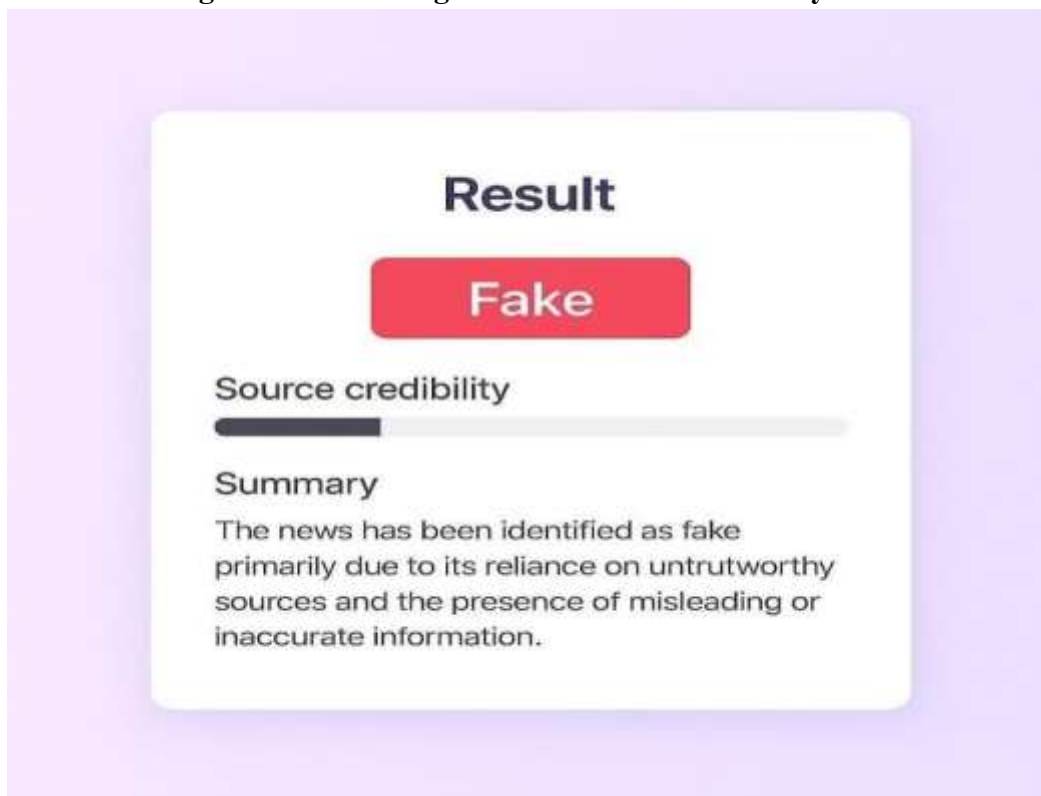 Result
Fake
Source credibility
Summary
The news has been identified as fake
primarily due to its reliance on untrutworthy
sources and the presence of misleading or
inaccurate information.